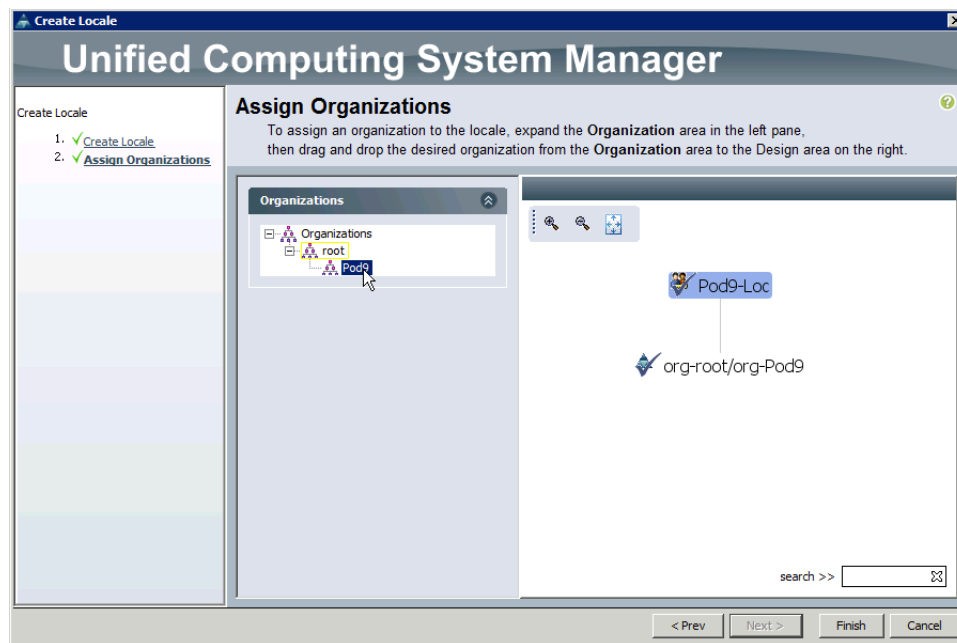 Create Locale
Unified Computing System Manager
Create Locale
1. Create Locale
2. Assign Organizations
Assign Organizations
To assign an organization to the locale, expand the Organization area in the left pane,
then drag and drop the desired organization from the Organization area to the Design area on the right.
Organizations
Organizations
root
Pod9
Pod9-Loc
org-root/org-Pod9
search >>
< Prev
Next >
Finish
Cancel